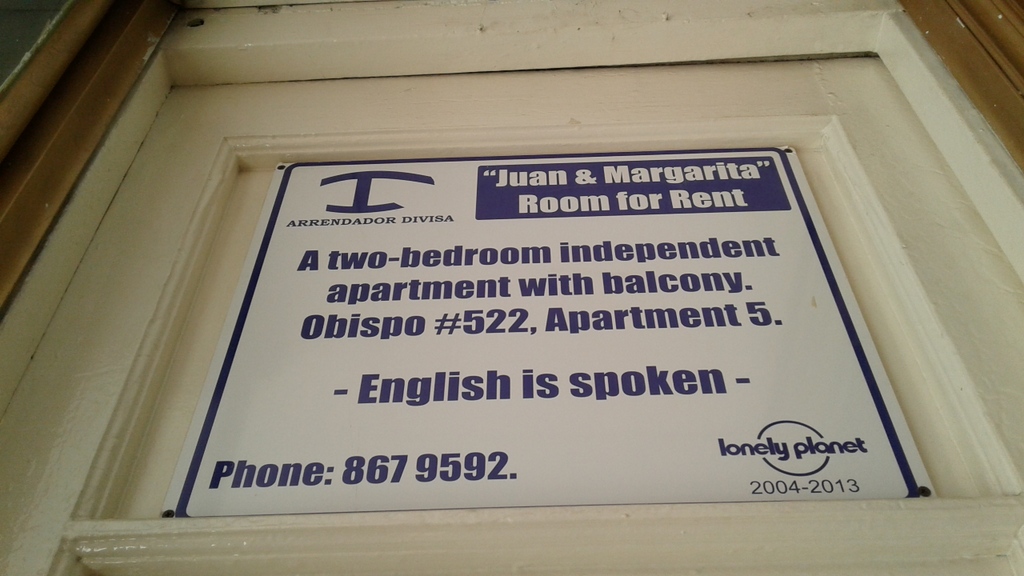 ARRENDADOR DIVISA
"Juan & Margarita"
Room for Rent
A two-bedroom independent
apartment with balcony.
Obispo #522, Apartment 5.
- English is spoken -
Phone: 867 9592.
lonely planet
2004-2013